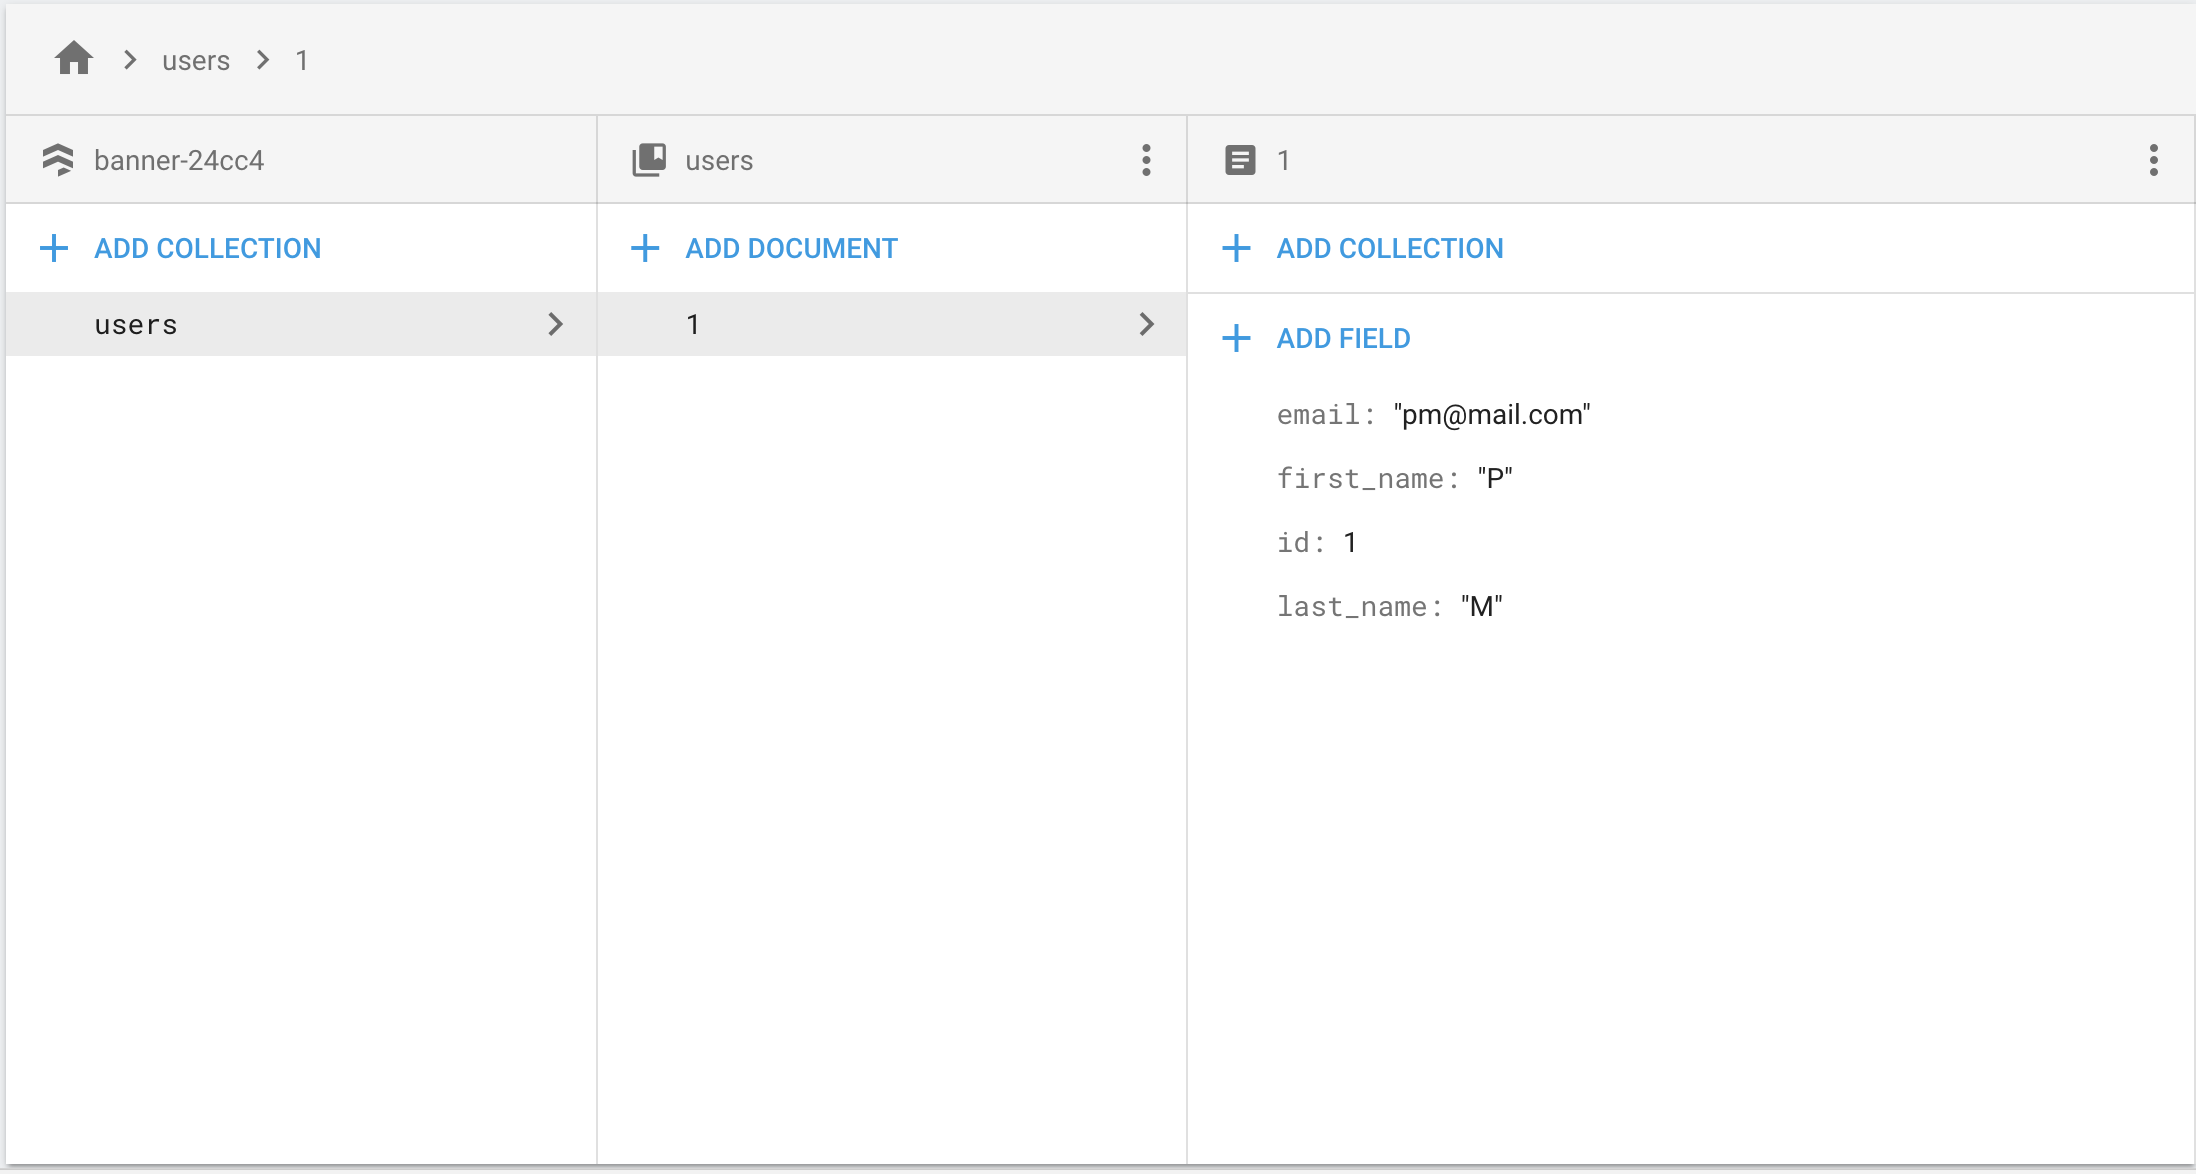 users 1
banner-24cc4
ADD COLLECTION
users
users
ADD DOCUMENT
1
1
ADD COLLECTION
ADD FIELD
email: "pm@mail.com"
first_name: "P"
id: 1
last_name: "M"